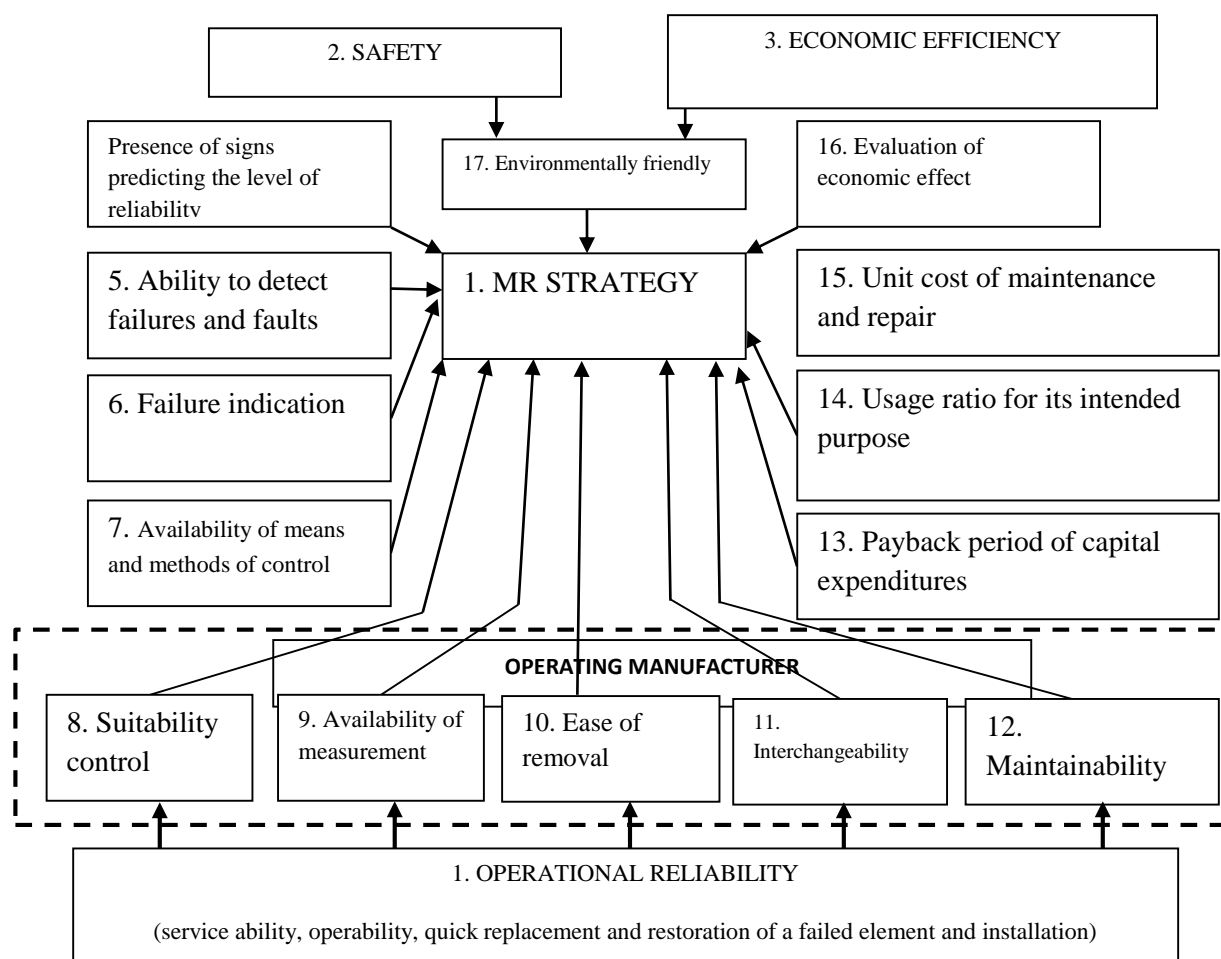 2. SAFETY
3. ECONOMIC EFFICIENCY
Presence of signs
predicting the level of
reliability
17. Environmentally friendly
16. Evaluation of
economic effect
5. Ability to detect
failures and faults
1. MR STRATEGY
15. Unit cost of maintenance
and repair
6. Failure indication
14. Usage ratio for its intended
purpose
7. Availability of means
and methods of control
13. Payback period of capital
expenditures
OPERATING MANUFACTURER
8. Suitability
control
9. Availability of
measurement
10. Ease of
removal
11.
Interchangeability
12.
Maintainability
1. OPERATIONAL RELIABILITY
(service ability, operability, quick replacement and restoration of a failed element and installation)